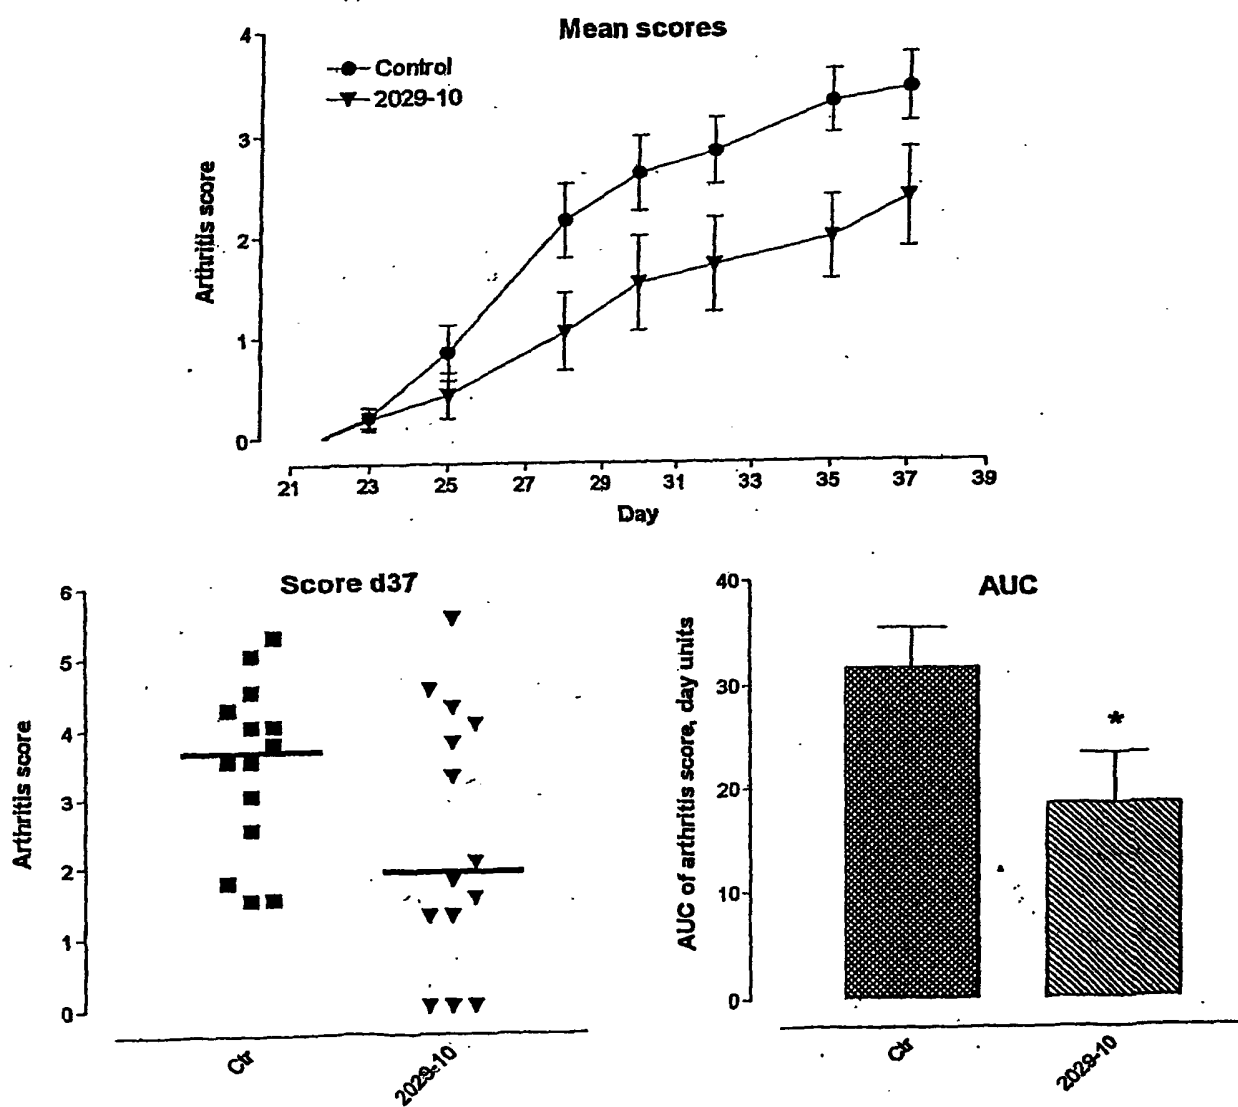 Mean scores
Control
2029-10
4
3
2
1
0
Arthritis score
21 23 25 27 29 31 33 35 37 39
Day
Score d37
6
5
4
3
2
1
0
Arthritis score
Ctr
2029-10
AUC
40
30
20
10
0
AUC of arthritis score, day units
*
Ctr
2029-10